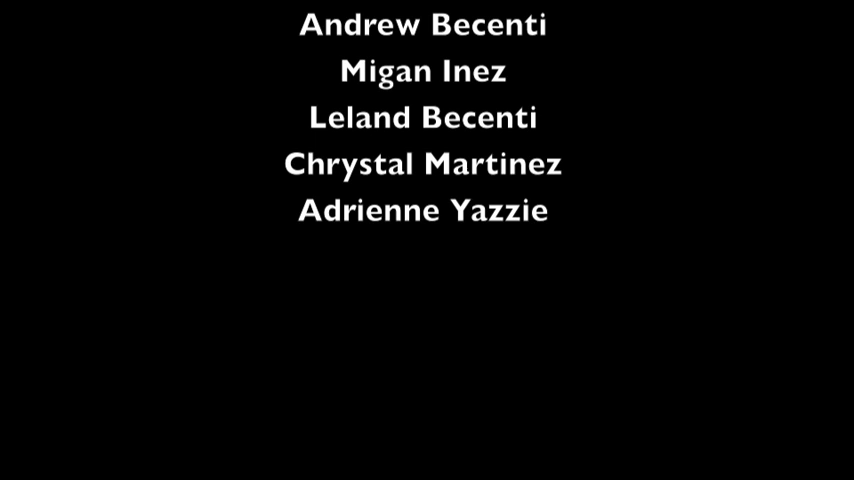 Andrew Becenti
Migan Inez
Leland Becenti
Chrystal Martinez
Adrienne Yazzie